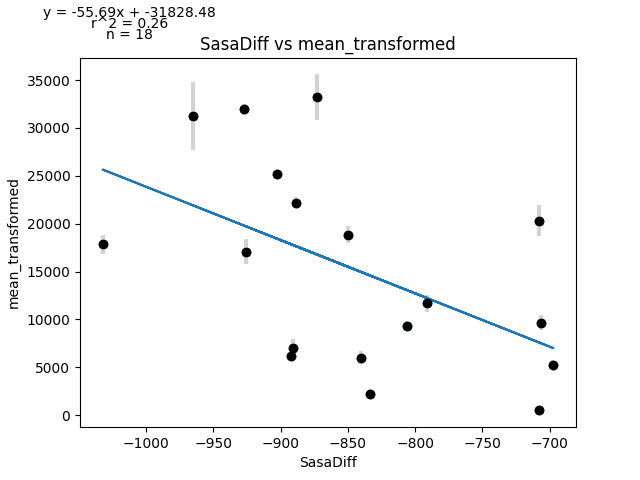 y = -55.69x + -31828.48
r^2 = 0.26
n = 18
SasaDiff vs mean_transformed
35000
30000
25000
20000
15000
10000
5000
0
mean_transformed
−1000 −950 −900 −850 −800 −750 −700
SasaDiff